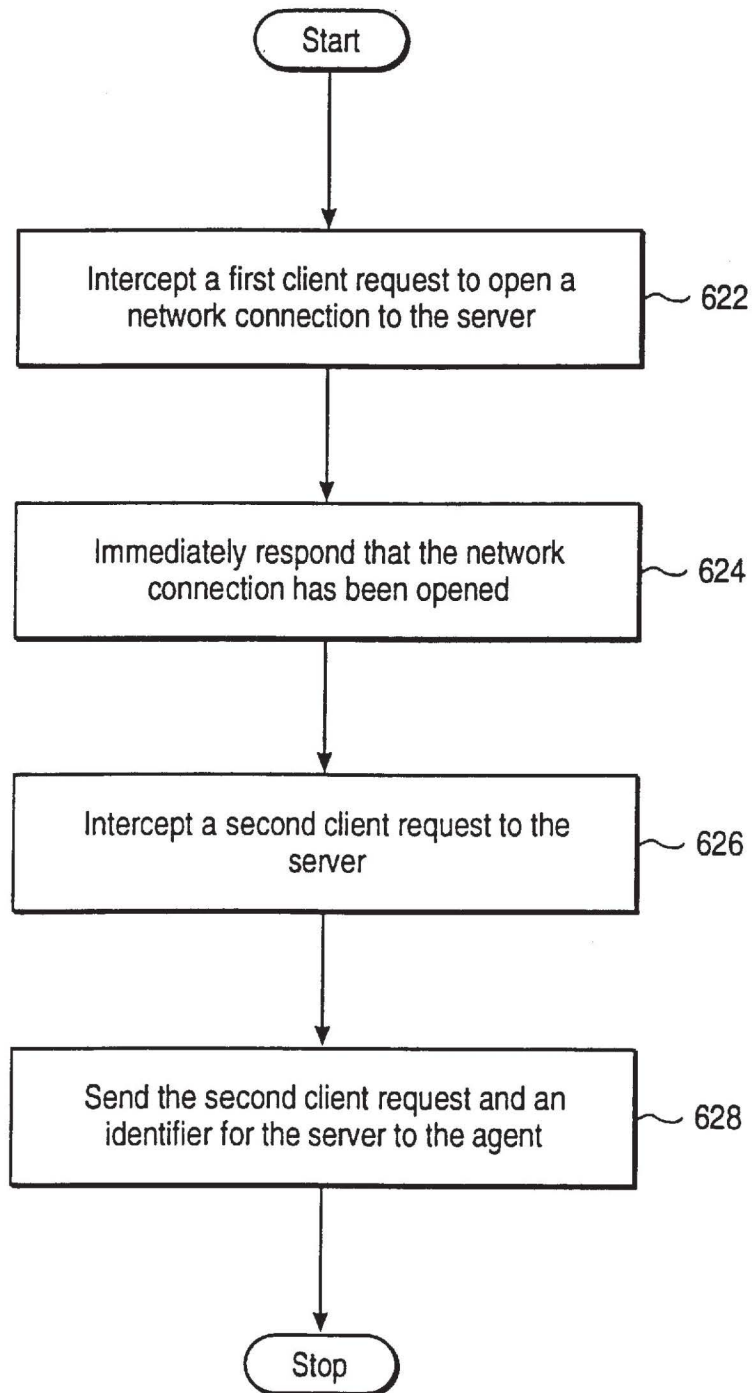 Start
Intercept a first client request to open a
network connection to the server
622
Immediately respond that the network
connection has been opened
624
Intercept a second client request to the
server
626
Send the second client request and an
identifier for the server to the agent
628
Stop